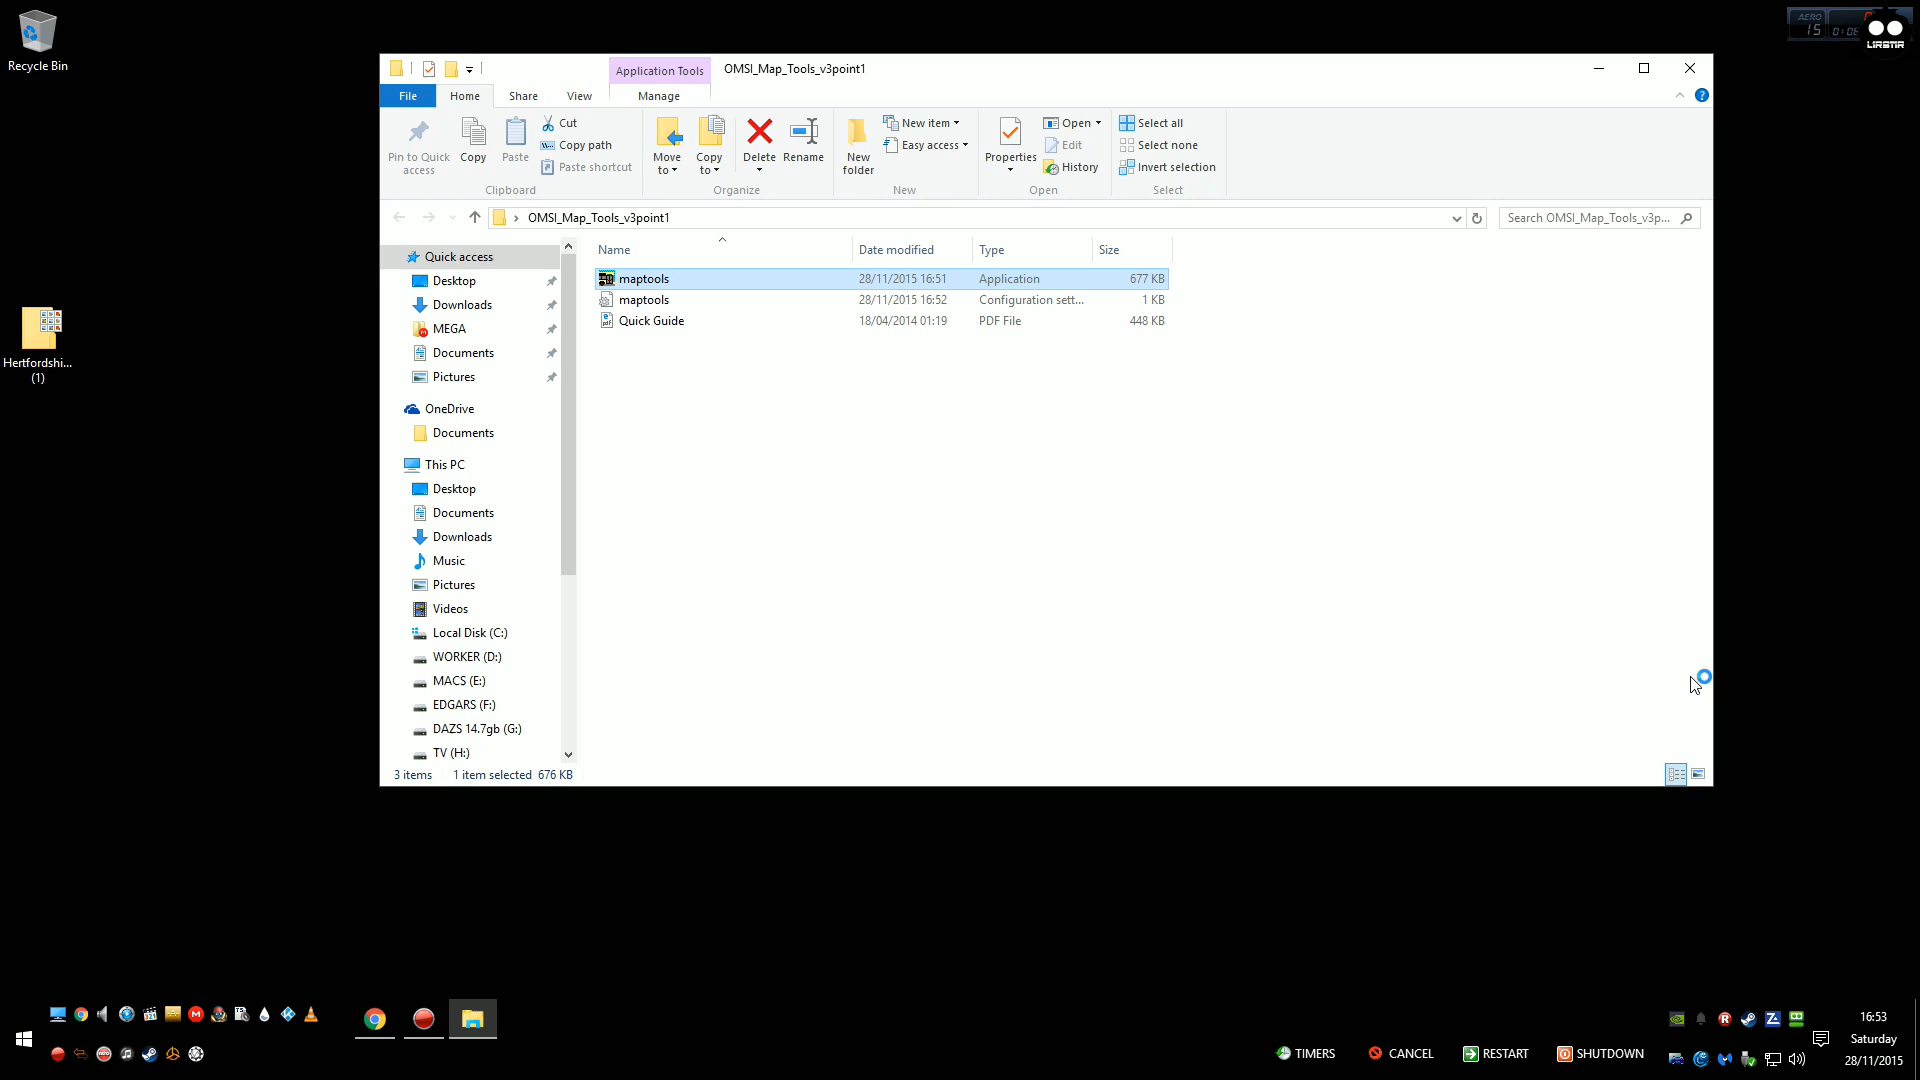 Recycle Bin
Hertfordshi...
(1)
AERO
15
LIRSTIR
Application Tools
OMSI_Map_Tools_v3point1
File
Home
Share
View
Manage
Pin to Quick
access
Copy
Paste
Cut
Copy path
Paste shortcut
Clipboard
Move
to
Copy
to
Delete
Rename
Organize
New
folder
New item
Easy access
New
Properties
Open
Edit
History
Open
Select all
Select none
Invert selection
Select
OMSI_Map_Tools_v3point1
Search OMSI_Map_Tools_v3p...
Quick access
Desktop
Downloads
MEGA
Documents
Pictures
OneDrive
Documents
This PC
Desktop
Documents
Downloads
Music
Pictures
Videos
Local Disk (C:)
WORKER (D:)
MACS (E:)
EDGARS (F:)
DAZS 14.7gb (G:)
TV (H:)
Name Date modified Type Size
maptools 28/11/2015 16:51 Application 677 KB
maptools 28/11/2015 16:52 Configuration sett... 1 KB
Quick Guide 18/04/2014 01:19 PDF File 448 KB
3 items 1 item selected 676 KB
TIMERS
CANCEL
RESTART
SHUTDOWN
16:53
Saturday
28/11/2015